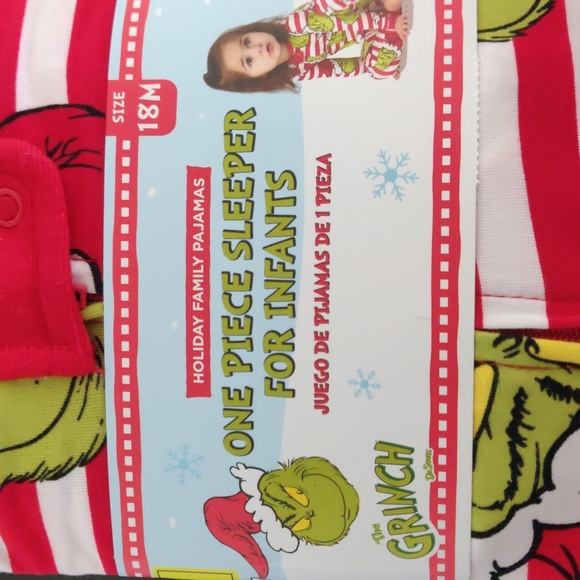 SIZE
18M
HOLIDAY FAMILY PAJAMAS
ONE PIECE SLEEPER
FOR INFANTS
JUEGO DE PIJAMAS DE 1 PIEZA
The
GRINCH
Dr. Seuss